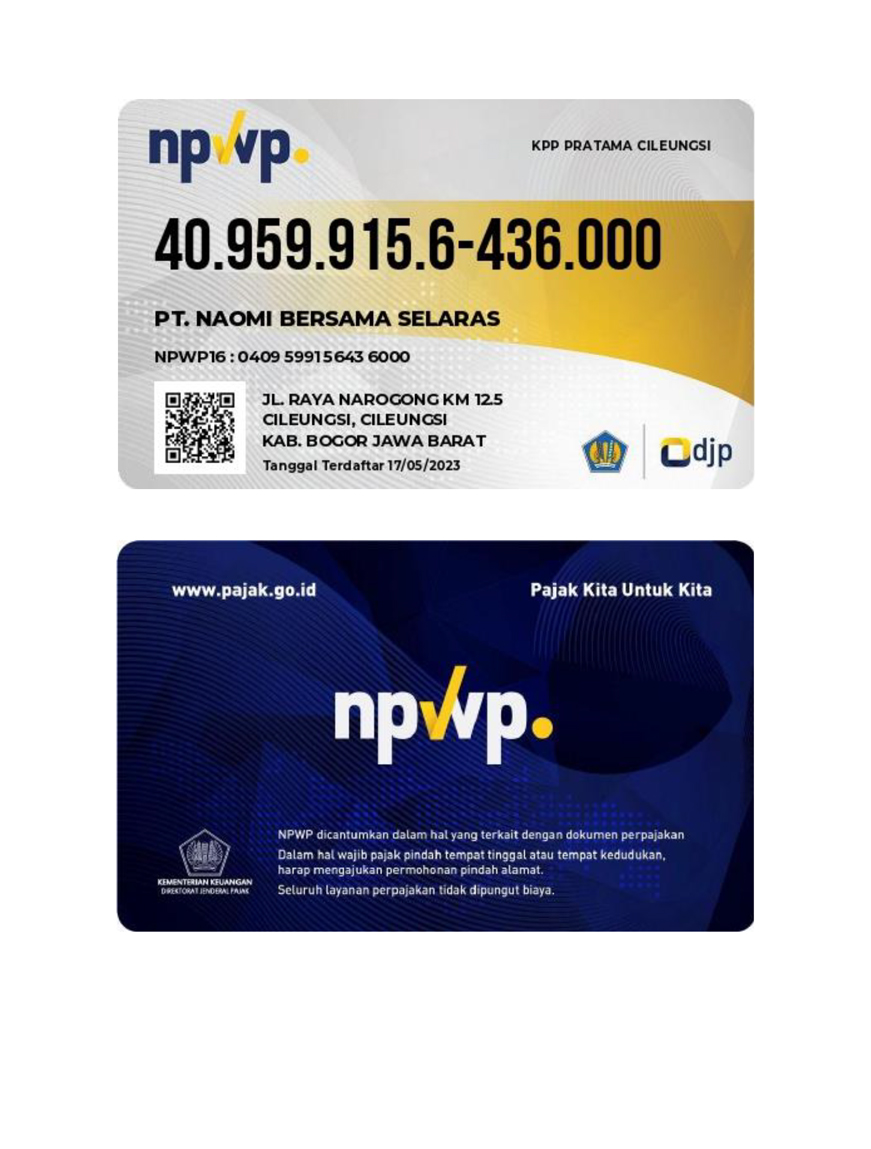 npwp.
KPP PRATAMA CILEUNGSI
40.959.915.6-436.000
PT. NAOMI BERSAMA SELARAS
NPWP16 : 0409 5991 5643 6000
JL. RAYA NAROGONG KM 12.5
CILEUNGSI, CILEUNGSI
KAB. BOGOR JAWA BARAT
Tanggal Terdaftar 17/05/2023
djp
www.pajak.go.id
Pajak Kita Untuk Kita
npwp.
NPWP dicantumkan dalam hal yang terkait dengan dokumen perpajakan
Dalam hal wajib pajak pindah tempat tinggal atau tempat kedudukan,
harap mengajukan permohonan pindah alamat.
Seluruh layanan perpajakan tidak dipungut biaya.
KEMENTERIAN KEUANGAN
DIREKTORAT JENDERAL PAJAK